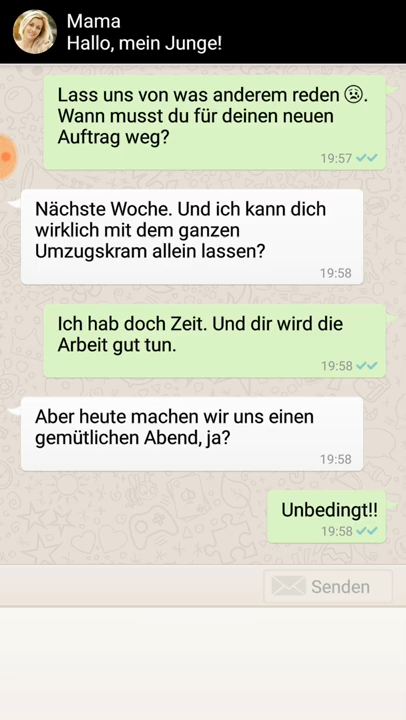 Mama
Hallo, mein Junge!
Lass uns von was anderem reden 😢.
Wann musst du für deinen neuen
Auftrag weg?
19:57
Nächste Woche. Und ich kann dich
wirklich mit dem ganzen
Umzugskram allein lassen?
19:58
Ich hab doch Zeit. Und dir wird die
Arbeit gut tun.
19:58
Aber heute machen wir uns einen
gemütlichen Abend, ja?
19:58
Unbedingt!!
19:58
Senden